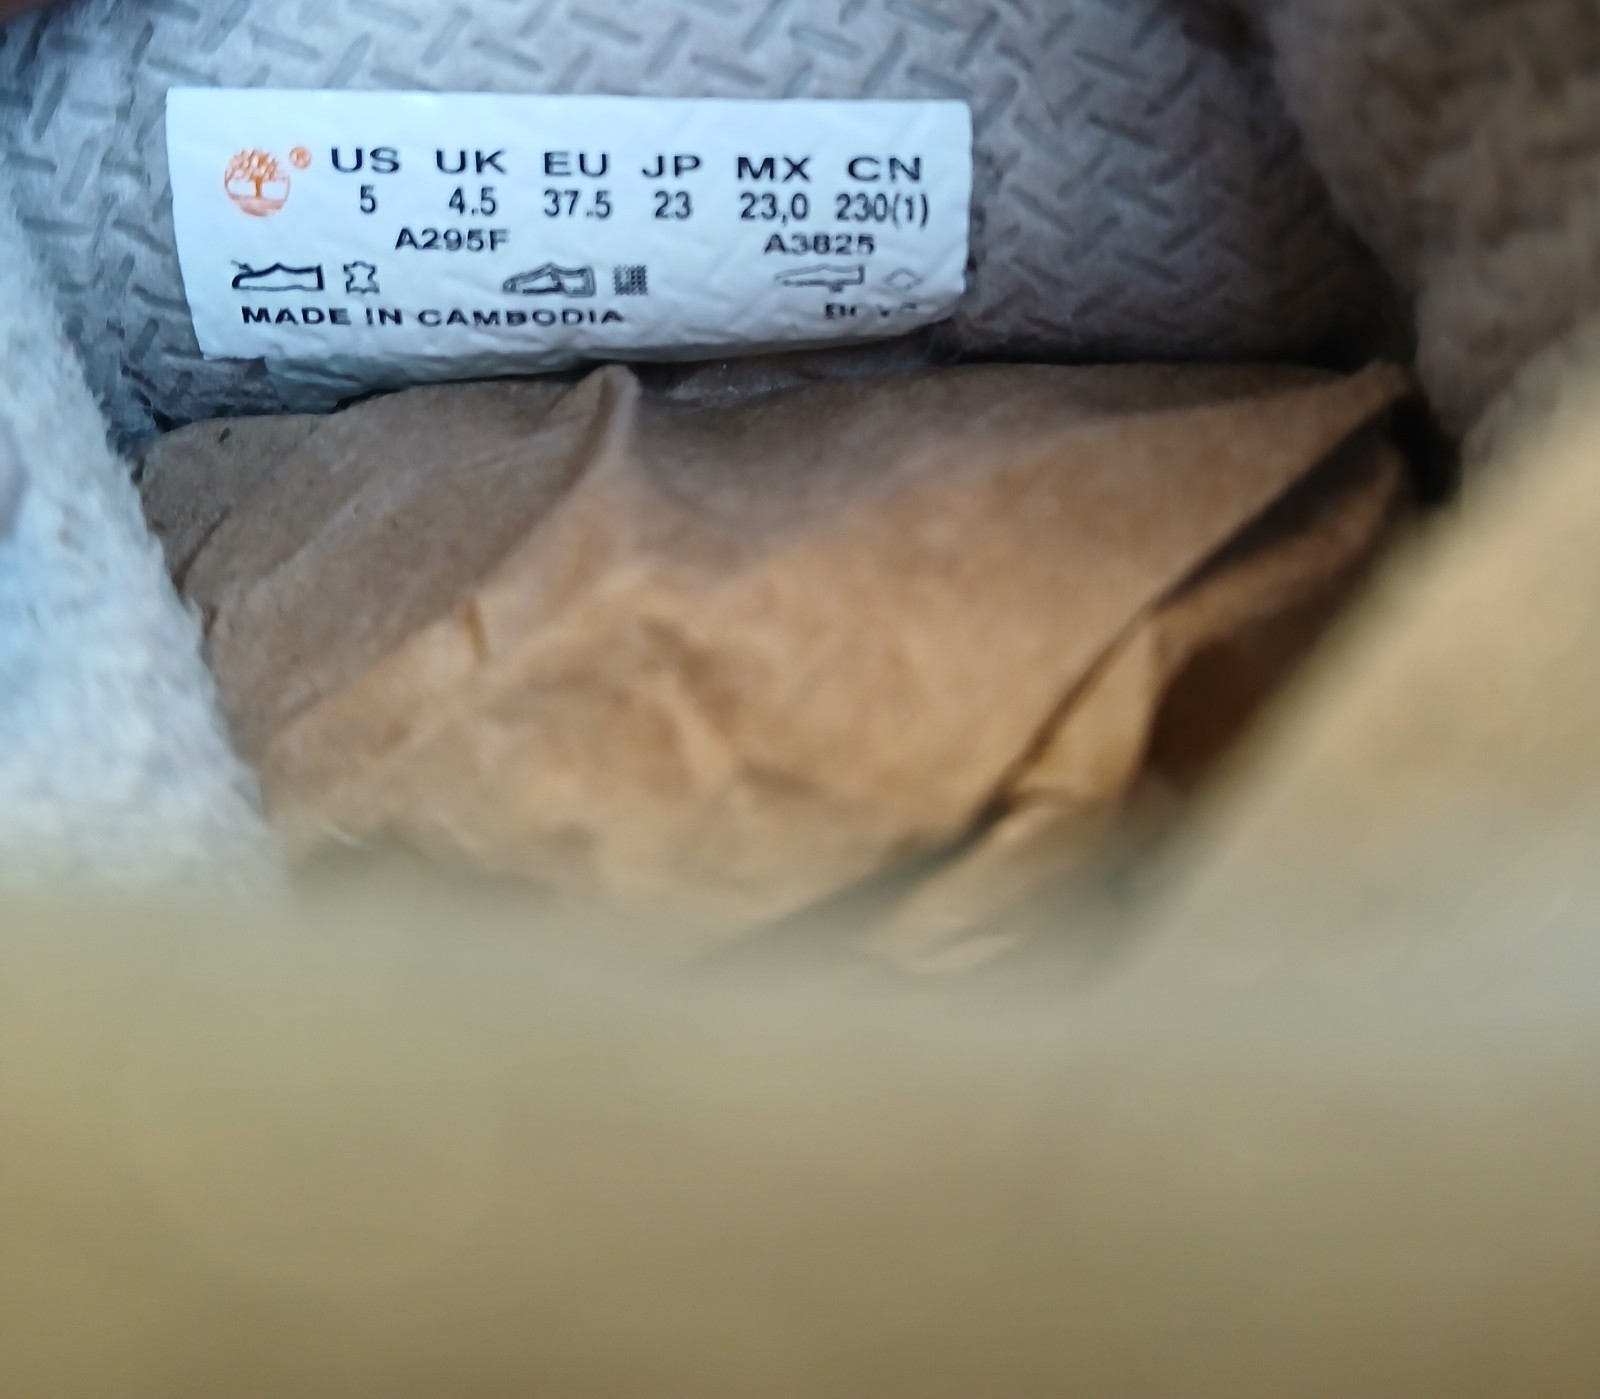 ® US UK EU JP MX CN
5 4.5 37.5 23 23,0 230(1)
A295F A3825
MADE IN CAMBODIA